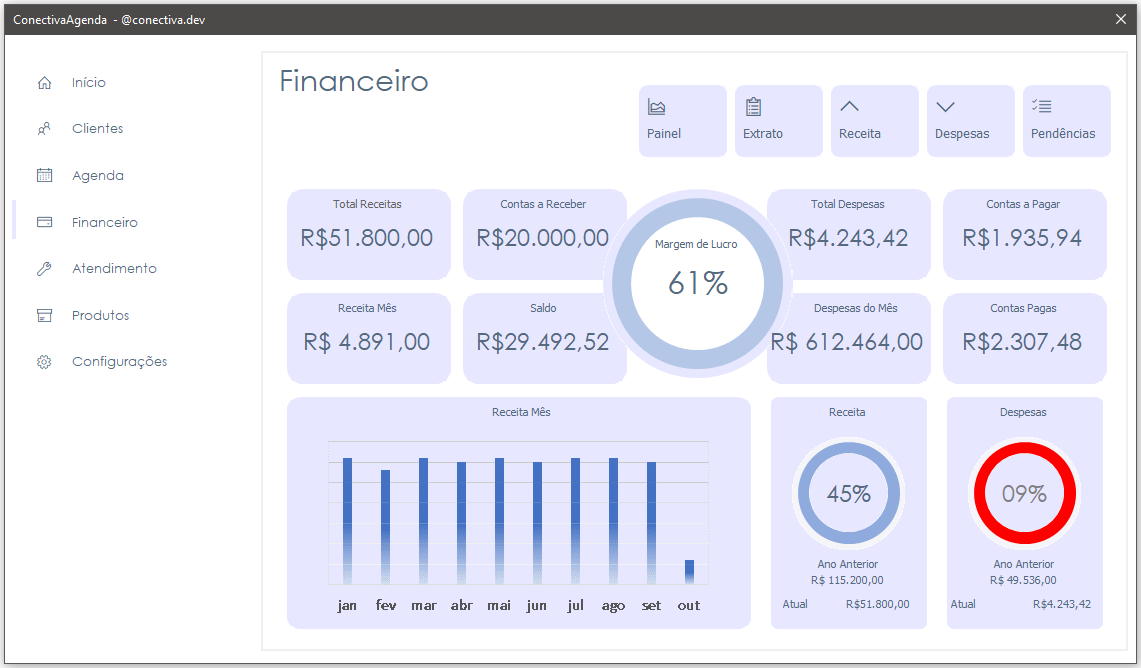 ConectivaAgenda - @conectiva.dev
Início
Clientes
Agenda
Financeiro
Atendimento
Produtos
Configurações
Financeiro
Painel
Extrato
Receita
Despesas
Pendências
Total Receitas
R$51.800,00
Contas a Receber
R$20.000,00
Margem de Lucro
61%
Total Despesas
R$4.243,42
Contas a Pagar
R$1.935,94
Receita Mês
R$ 4.891,00
Saldo
R$29.492,52
Despesas do Mês
R$ 612.464,00
Contas Pagas
R$2.307,48
Receita Mês
jan fev mar abr mai jun jul ago set out
Receita
45%
Ano Anterior
R$ 115.200,00
Atual R$51.800,00
Despesas
09%
Ano Anterior
R$ 49.536,00
Atual R$4.243,42